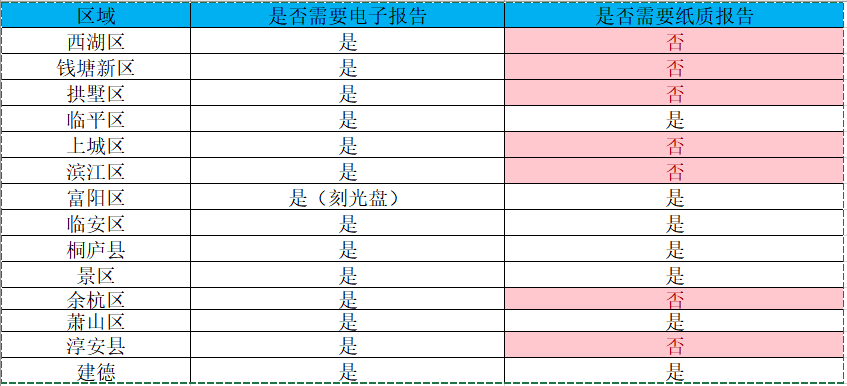 区域 是否需要电子报告 是否需要纸质报告
西湖区 是 否
钱塘新区 是 否
拱墅区 是 否
临平区 是 是
上城区 是 否
滨江区 是 否
富阳区 是（刻光盘） 是
临安区 是 是
桐庐县 是 是
景区 是 是
余杭区 是 否
萧山区 是 是
淳安县 是 否
建德 是 是